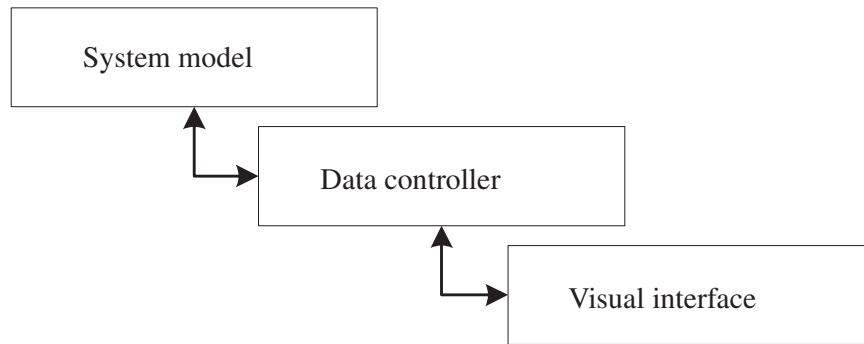 System model
Data controller
Visual interface